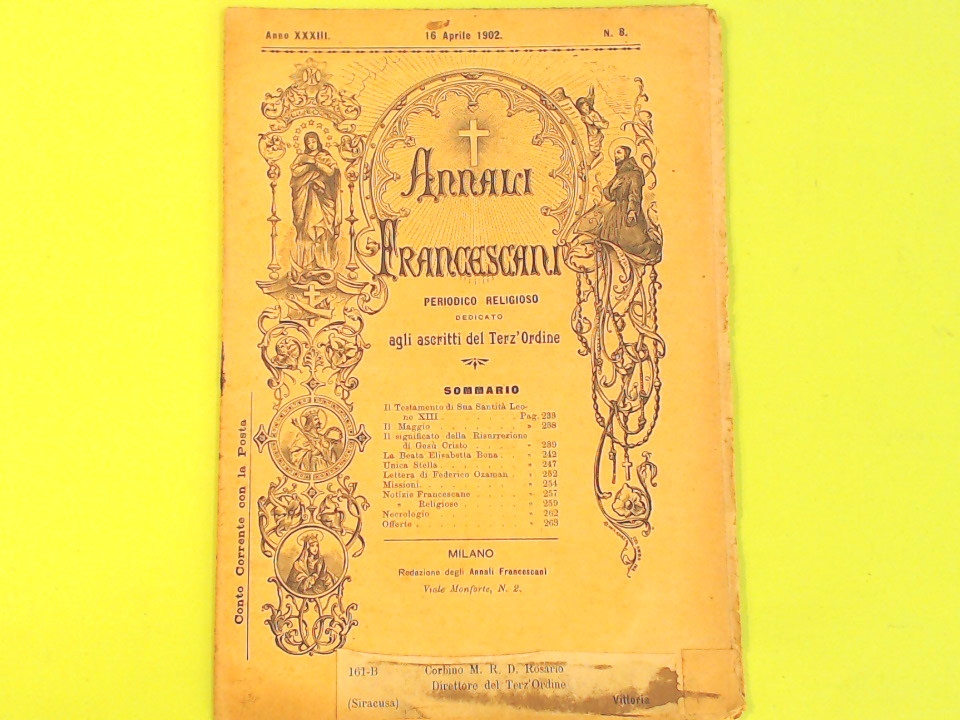 Anno XXXIII. 16 Aprile 1902. N. 8.
ANNALI
FRANCESCANI
PERIODICO RELIGIOSO
DEDICATO
agli ascritti del Terz'Ordine
SOMMARIO
Il Testamento di Sua Santità Leo-
ne XIII . . . . . . . Pag. 233
Il Maggio . . . . . . . . » 238
Il significato della Risurrezione
di Gesù Cristo . . . . . » 239
La Beata Elisabetta Bona . . » 242
Unica Stella . . . . . . . » 247
Lettera di Federico Ozanam . » 252
Missioni . . . . . . . . » 254
Notizie Francescane . . . . » 257
» Religiose . . . . . » 259
Necrologio . . . . . . . » 262
Offerte . . . . . . . . . » 263
MILANO
Redazione degli Annali Francescani
Viale Monforte, N. 2.
Conto Corrente con la Posta
161-B Corbino M. R. D. Rosario
Direttore del Terz'Ordine
(Siracusa) Vittoria